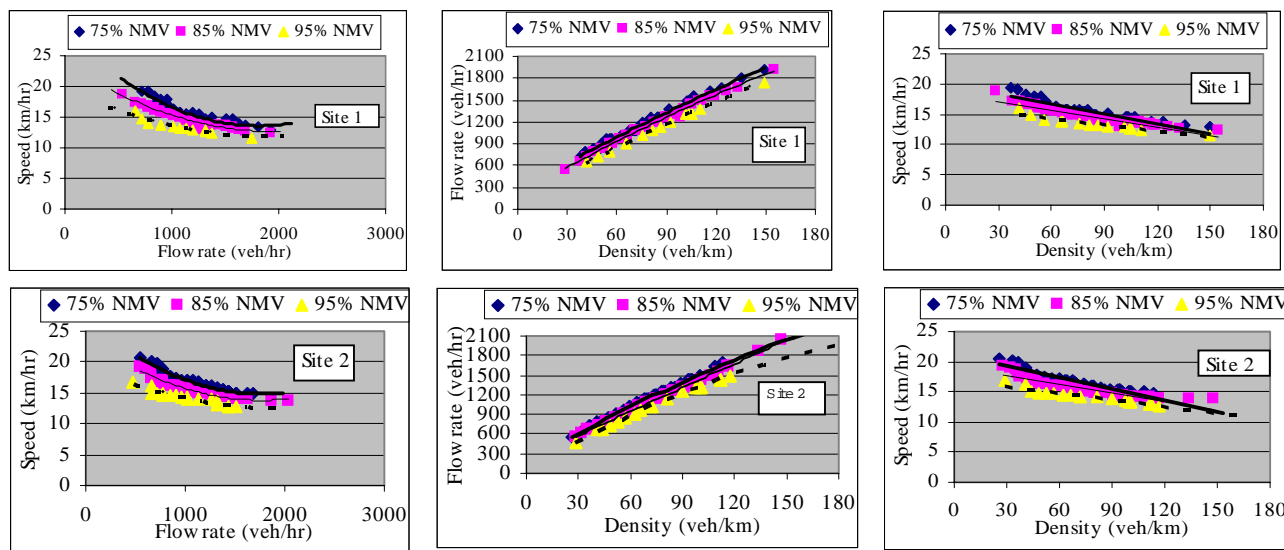 75% NMV 85% NMV 95% NMV
25
20
15
10
5
0
0 1000 2000 3000
Speed (km/hr)
Flow rate (veh/hr)
Site 1
75% NMV 85% NMV 95% NMV
2100
1800
1500
1200
900
600
300
0 30 60 90 120 150 180
Flow rate (veh/hr)
Density (veh/km)
Site 1
75% NMV 85% NMV 95% NMV
25
20
15
10
5
0
0 30 60 90 120 150 180
Speed (km/hr)
Density (veh/km)
Site 1
75% NMV 85% NMV 95% NMV
25
20
15
10
5
0
0 1000 2000 3000
Speed (km/hr)
Flow rate (veh/hr)
Site 2
75% NMV 85% NMV 95% NMV
2100
1800
1500
1200
900
600
300
0
0 30 60 90 120 150 180
Flow rate (veh/hr)
Density (veh/km)
Site 2
75% NMV 85% NMV 95% NMV
25
20
15
10
5
0
0 30 60 90 120 150 180
Speed (km/hr)
Density (veh/km)
Site 2